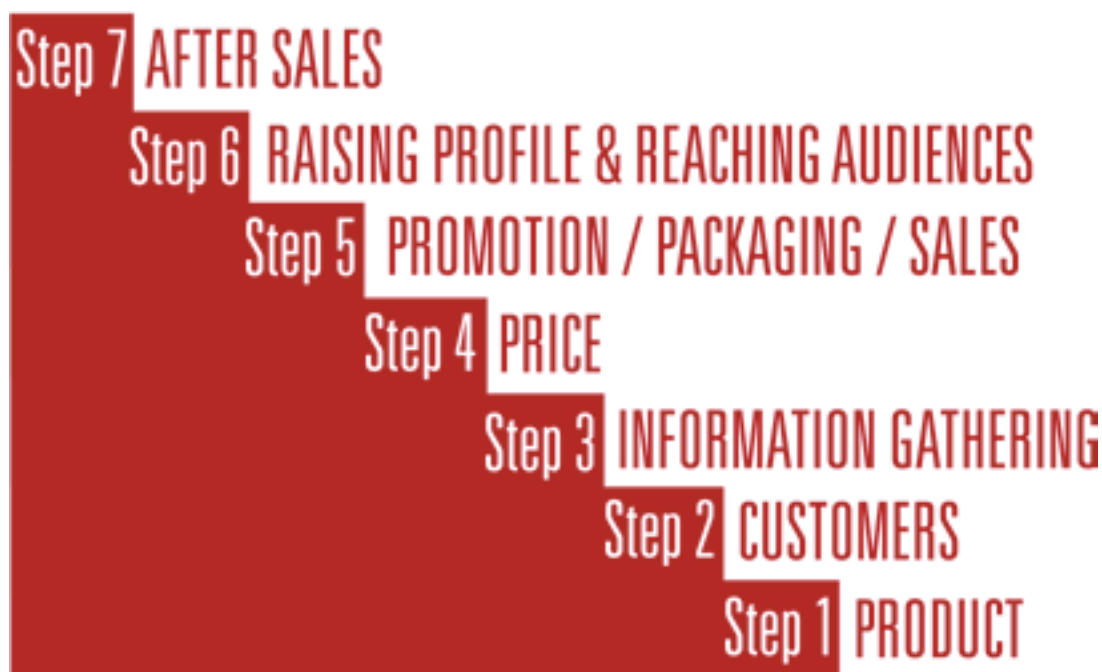 Step 7 AFTER SALES
Step 6 RAISING PROFILE & REACHING AUDIENCES
Step 5 PROMOTION / PACKAGING / SALES
Step 4 PRICE
Step 3 INFORMATION GATHERING
Step 2 CUSTOMERS
Step 1 PRODUCT